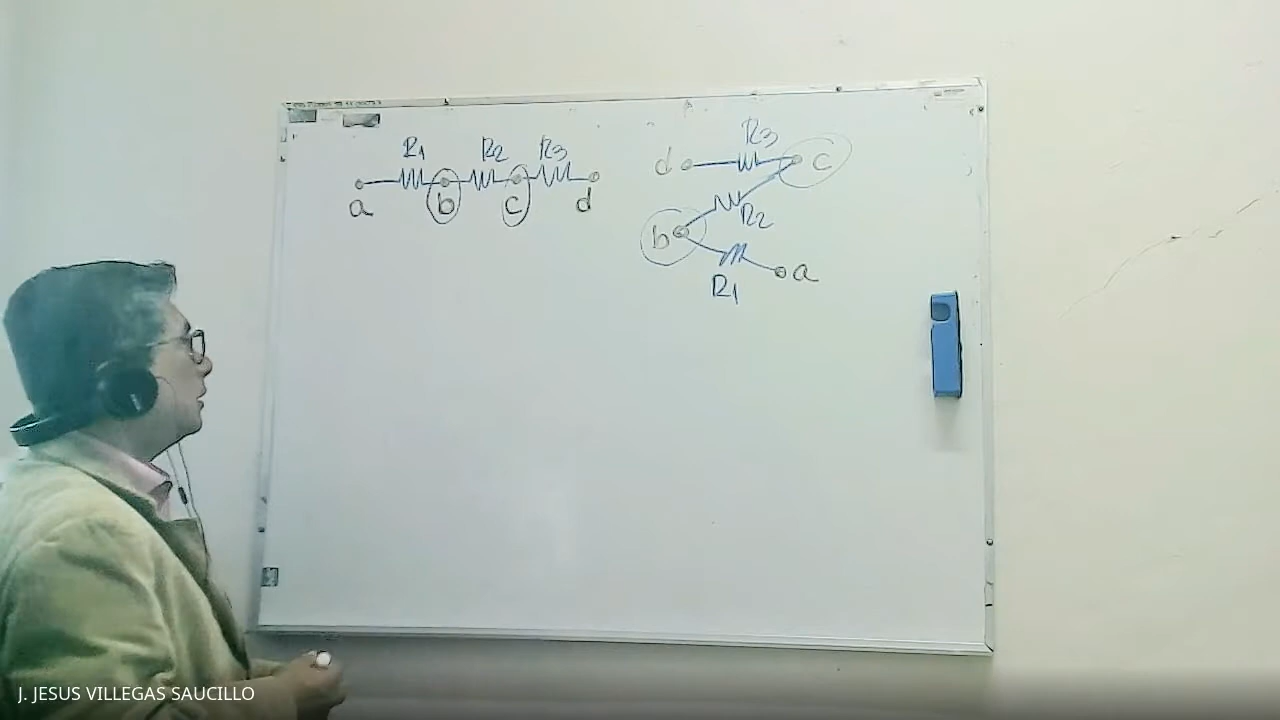 R1 R2 R3
a b c d
R3
d c
R2
b
a
R1
J. JESUS VILLEGAS SAUCILLO